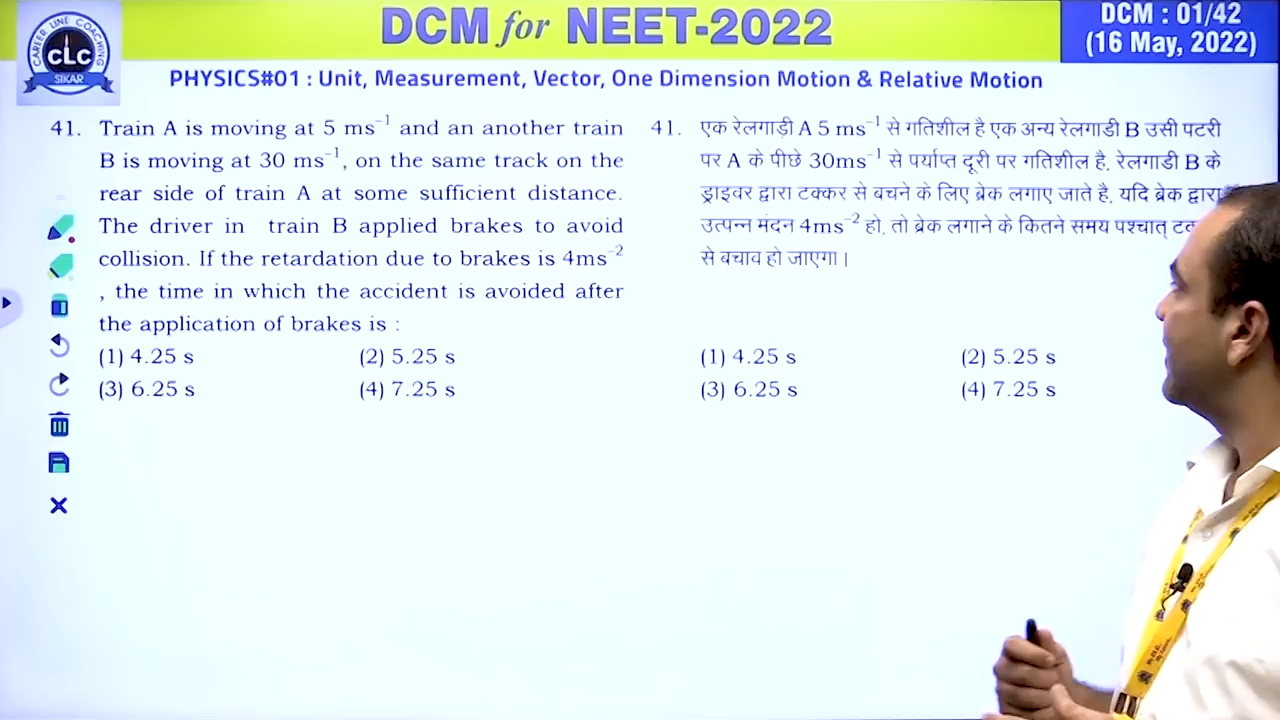 DCM for NEET-2022
DCM : 01/42
(16 May, 2022)
CAREER LINE COACHING
CLC
SIKAR
PHYSICS#01 : Unit, Measurement, Vector, One Dimension Motion & Relative Motion
41. Train A is moving at 5 ms⁻¹ and an another train
B is moving at 30 ms⁻¹, on the same track on the
rear side of train A at some sufficient distance.
The driver in train B applied brakes to avoid
collision. If the retardation due to brakes is 4ms⁻²
, the time in which the accident is avoided after
the application of brakes is :
(1) 4.25 s (2) 5.25 s
(3) 6.25 s (4) 7.25 s
41. एक रेलगाड़ी A 5 ms⁻¹ से गतिशील है एक अन्य रेलगाडी B उसी पटरी
पर A के पीछे 30ms⁻¹ से पर्याप्त दूरी पर गतिशील है, रेलगाडी B के
ड्राइवर द्वारा टक्कर से बचने के लिए ब्रेक लगाए जाते है, यदि ब्रेक द्वारा
उत्पन्न मंदन 4ms⁻² हो, तो ब्रेक लगाने के कितने समय पश्चात्
से बचाव हो जाएगा।
(1) 4.25 s (2) 5.25 s
(3) 6.25 s (4) 7.25 s